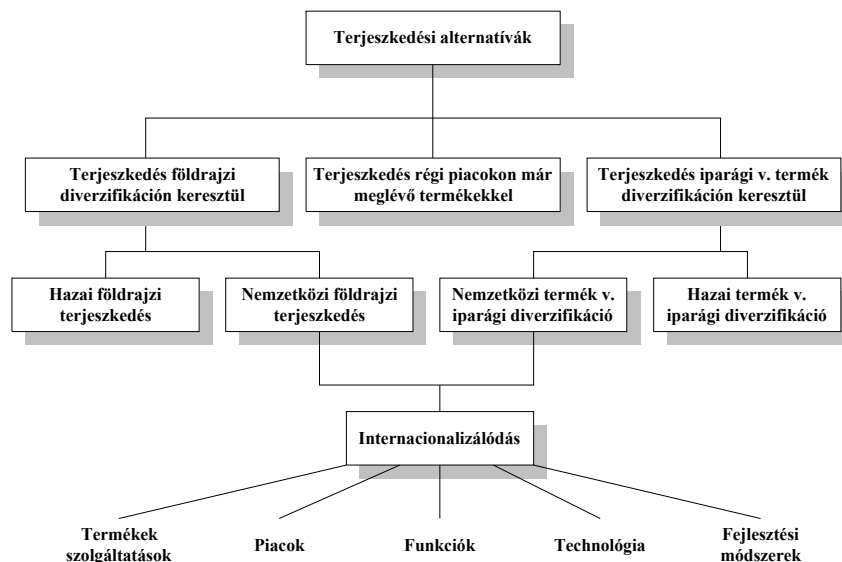 Terjeszkedési alternatívák
Terjeszkedés földrajzi
diverzifikáción keresztül
Terjeszkedés régi piacokon már
meglévő termékekkel
Terjeszkedés iparági v. termék
diverzifikáción keresztül
Hazai földrajzi
terjeszkedés
Nemzetközi földrajzi
terjeszkedés
Nemzetközi termék v.
iparági diverzifikáció
Hazai termék v.
iparági diverzifikáció
Internacionalizálódás
Termékek
szolgáltatások
Piacok
Funkciók
Technológia
Fejlesztési
módszerek